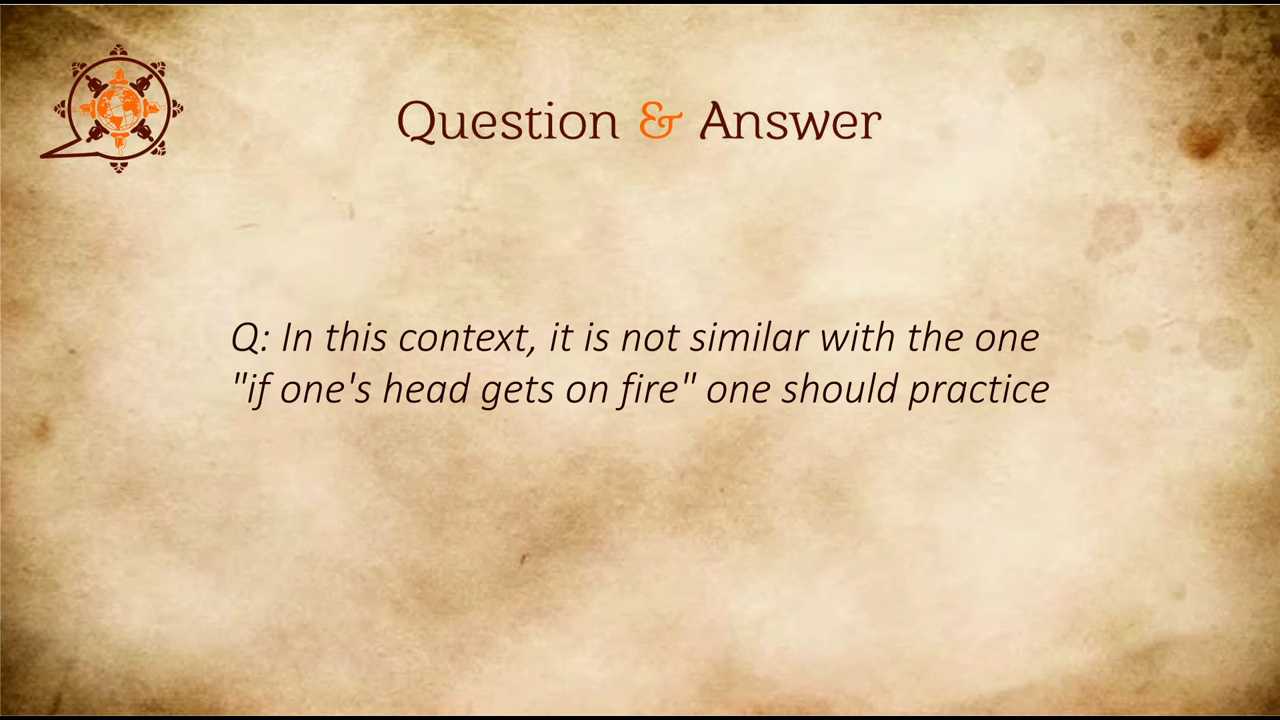 Question & Answer
Q: In this context, it is not similar with the one
"if one's head gets on fire" one should practice